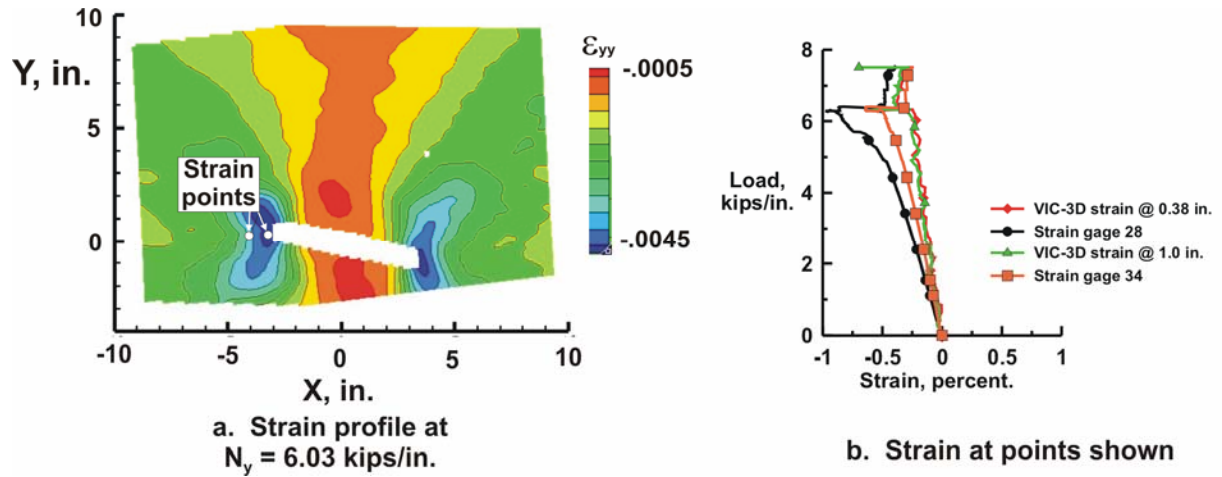 10
5
0
Y, in.
-10
-5
0
5
10
X, in.
Strain
points
εyy
-.0005
-.0045
a. Strain profile at
Ny = 6.03 kips/in.
8
6
4
2
0
Load,
kips/in.
-1
-0.5
0
0.5
1
Strain, percent.
VIC-3D strain @ 0.38 in.
Strain gage 28
VIC-3D strain @ 1.0 in.
Strain gage 34
b. Strain at points shown